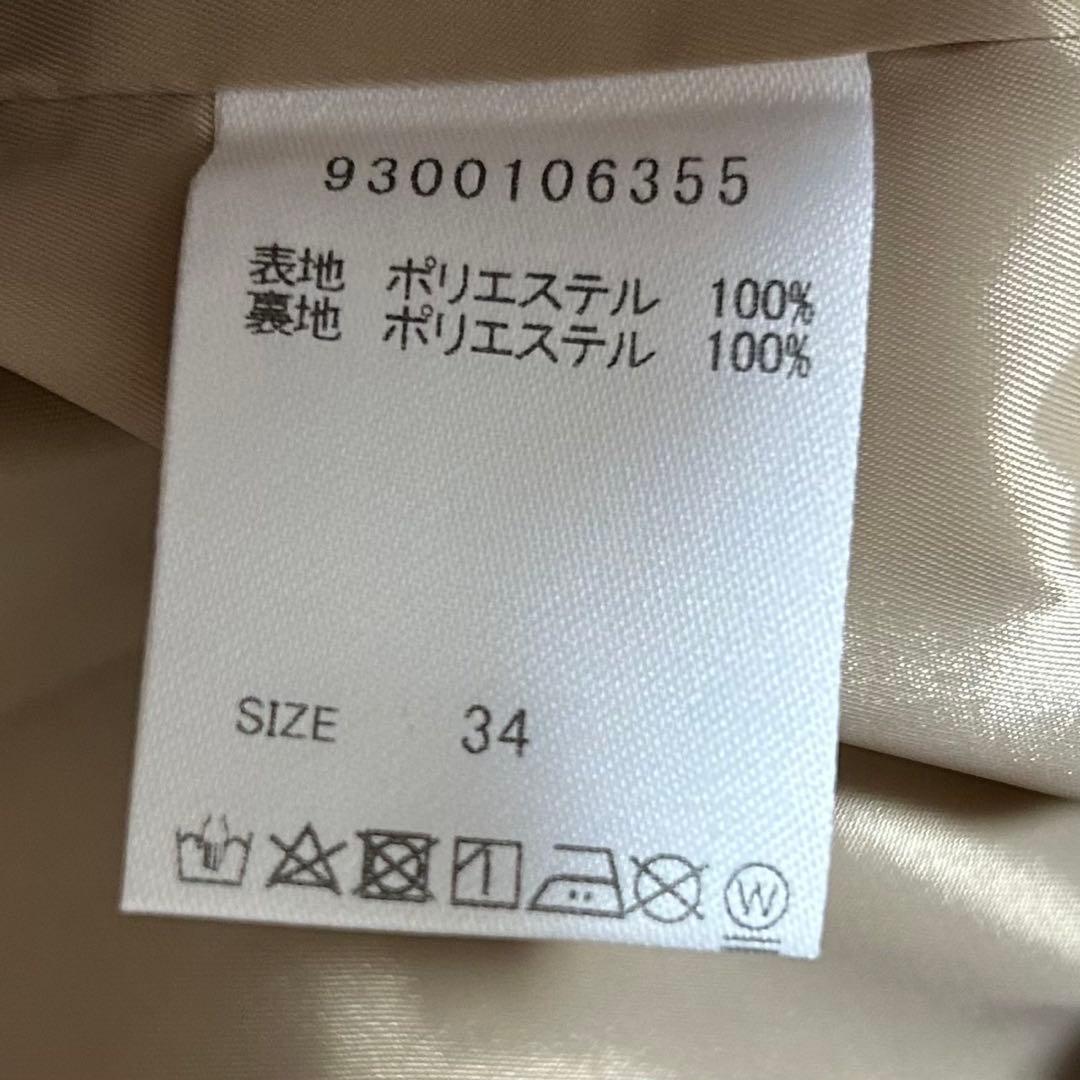 9300106355
表地 ポリエステル 100%
裏地 ポリエステル 100%
SIZE 34
W